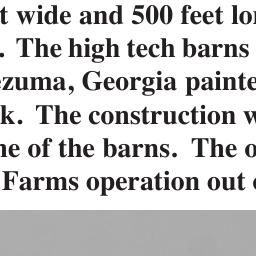 t wide and 500 feet lo
. The high tech barns
ezuma, Georgia painte
k. The construction w
ne of the barns. The o
Farms operation out